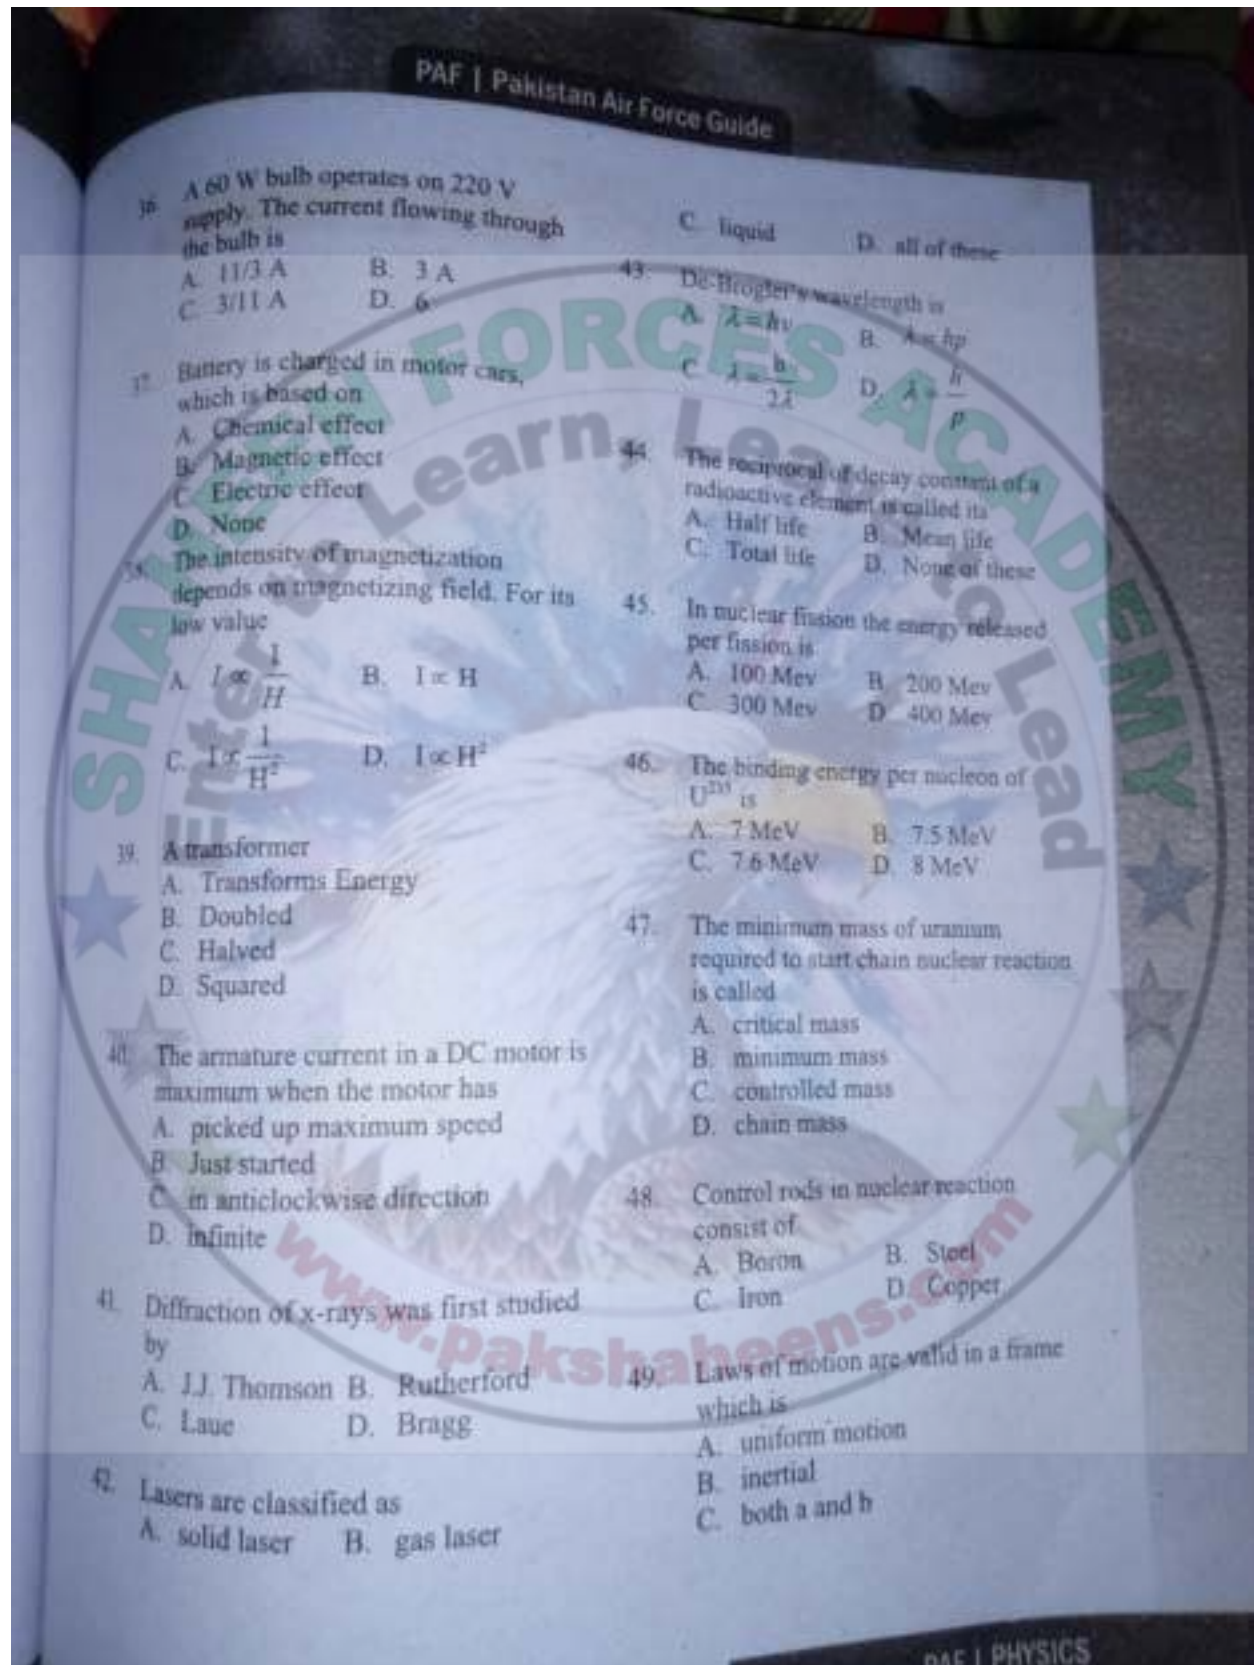 PAF | Pakistan Air Force Guide
36. A 60 W bulb operates on 220 V
supply. The current flowing through
the bulb is
A. 11/3 A B. 3 A
C. 3/11 A D. 6
37. Battery is charged in motor cars,
which is based on
A. Chemical effect
B. Magnetic effect
C. Electric effect
D. None
38. The intensity of magnetization
depends on magnetizing field. For its
low value
A. I ∝ 1/H B. I ∝ H
C. I ∝ 1/H² D. I ∝ H²
39. A transformer
A. Transforms Energy
B. Doubled
C. Halved
D. Squared
40. The armature current in a DC motor is
maximum when the motor has
A. picked up maximum speed
B. Just started
C. in anticlockwise direction
D. infinite
41. Diffraction of x-rays was first studied
by
A. J.J. Thomson B. Rutherford
C. Laue D. Bragg
42. Lasers are classified as
A. solid laser B. gas laser
C. liquid D. all of these
43. wavelength is
A. λ = hν B. λ = hp
C. λ = h/2λ D. λ = h/p
44. The reciprocal of decay constant of a
radioactive element is called its
A. Half life B. Mean life
C. Total life D. None of these
45. In nuclear fission the energy released
per fission is
A. 100 Mev B. 200 Mev
C. 300 Mev D. 400 Mev
46. The binding energy per nucleon of
U²³⁵ is
A. 7 MeV B. 7.5 MeV
C. 7.6 MeV D. 8 MeV
47. The minimum mass of uranium
required to start chain nuclear reaction
is called
A. critical mass
B. minimum mass
C. controlled mass
D. chain mass
48. Control rods in nuclear reaction
consist of
A. Boron B. Steel
C. Iron D. Copper
49. Laws of motion are valid in a frame
which is
A. uniform motion
B. inertial
C. both a and b
PAF | PHYSICS
SHAHEEN FORCES ACADEMY
Enter to Learn, Learn to Lead
www.pakshaheens.com